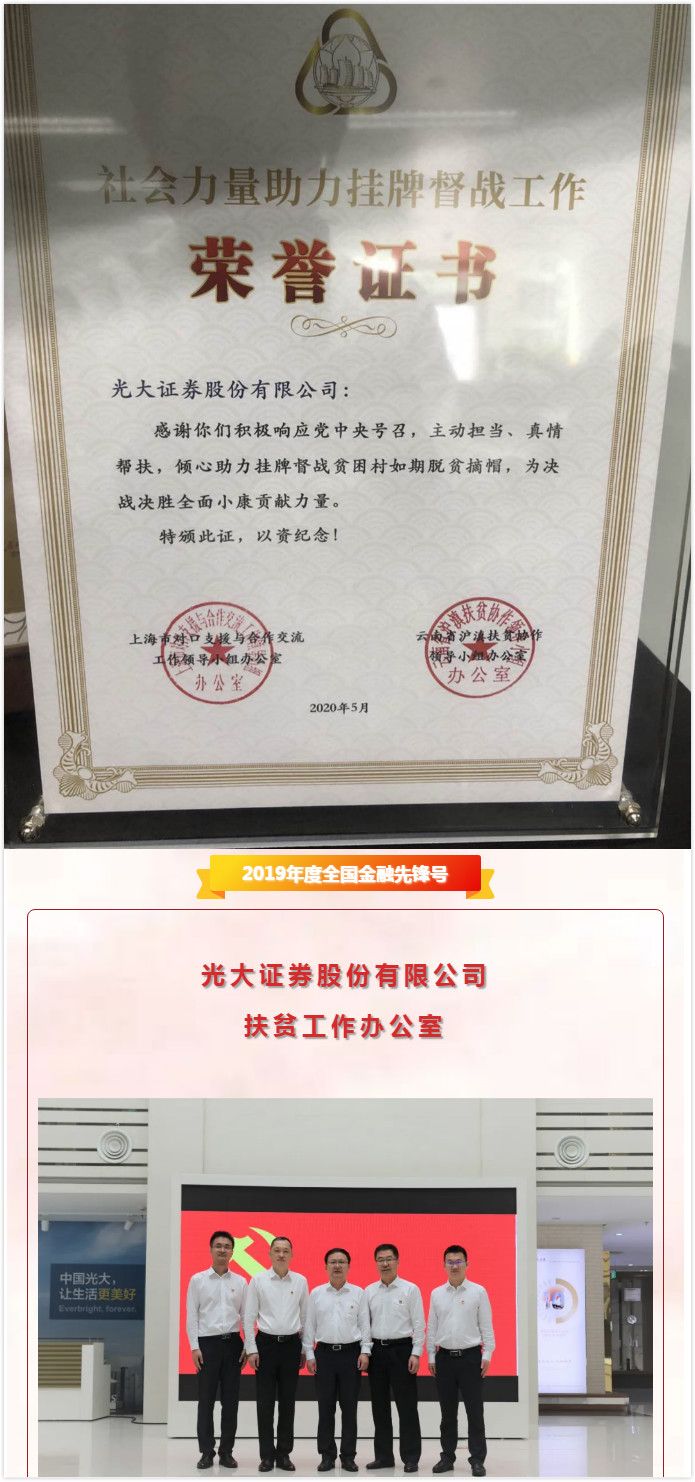 社会力量助力挂牌督战工作
荣誉证书
光大证券股份有限公司：
感谢你们积极响应党中央号召，主动担当、真情
帮扶，倾心助力挂牌督战贫困村如期脱贫摘帽，为决
战决胜全面小康贡献力量。
特颁此证，以资纪念！
上海市对口支援与合作交流
工作领导小组办公室
办公室
云南省沪滇扶贫协作
领导小组办公室
办公室
2020年5月
2019年度全国金融先锋号
光大证券股份有限公司
扶贫工作办公室
中国光大，
让生活更美好
Everbright, forever.